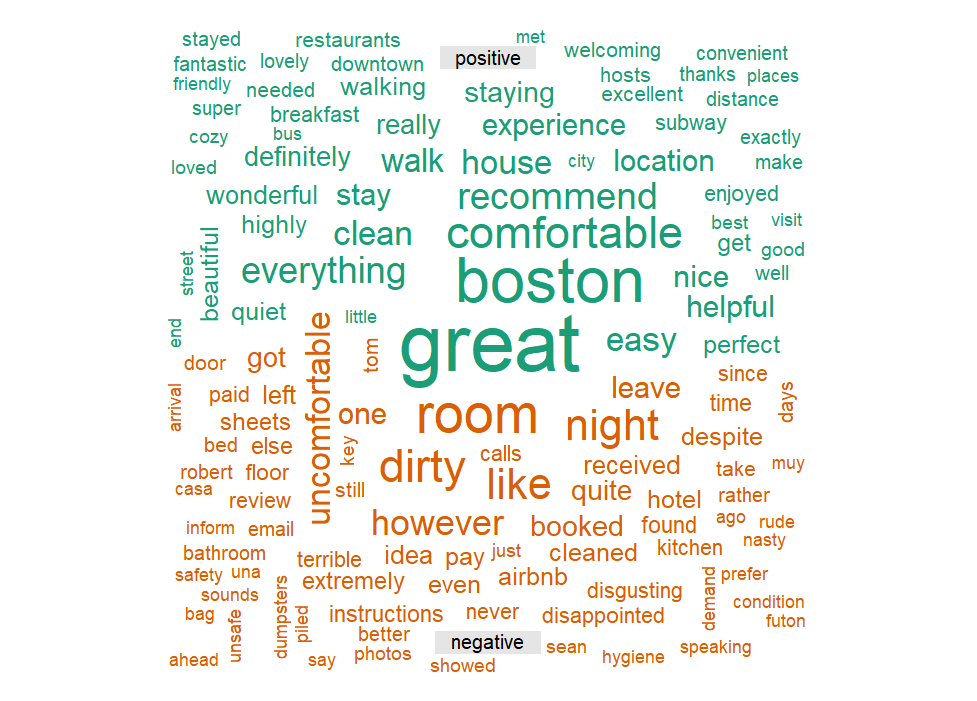 stayed restaurants met
positive welcoming convenient
fantastic lovely downtown
friendly needed walking staying hosts thanks places
super breakfast excellent distance
cozy bus really experience subway exactly
loved definitely walk house city location make
wonderful stay recommend enjoyed
highly clean comfortable best visit
street beautiful get good
everything boston nice well
quiet little helpful
end great easy perfect
door got tom since
arrival paid left uncomfortable one room leave time days
sheets night despite
bed else key dirty calls
robert floor received take muy
casa still like quite hotel rather
review
inform email however booked found ago rude
nasty
bathroom terrible idea pay just cleaned kitchen
safety una extremely even airbnb prefer
sounds dumpsters disgusting demand condition
bag unsafe piled instructions never disappointed futon
better negative sean speaking
ahead say photos showed hygiene